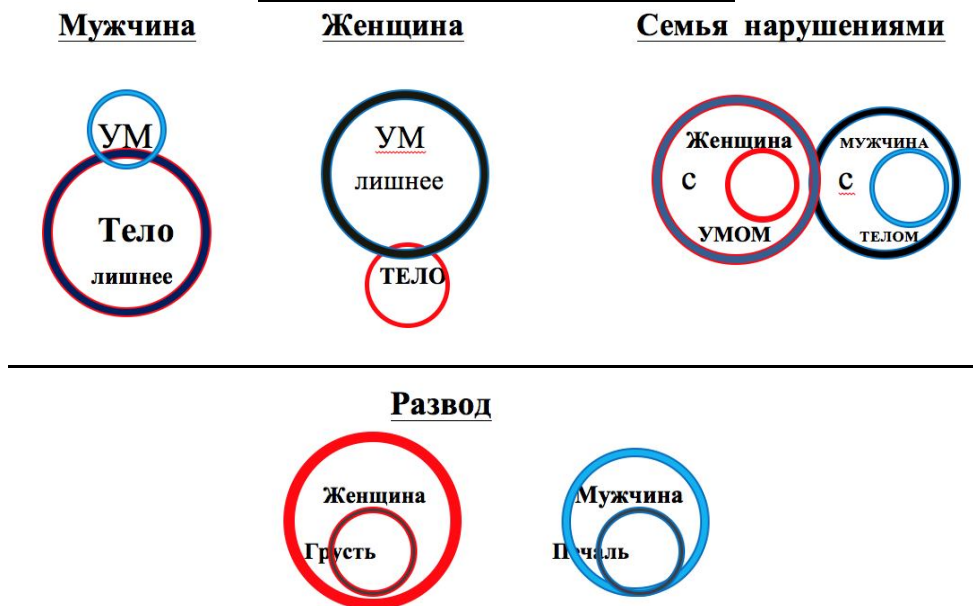 Мужчина
Женщина
Семья нарушениями
УМ
Тело
лишнее
УМ
лишнее
ТЕЛО
Женщина
с
УМОМ
МУЖЧИНА
с
ТЕЛОМ
Развод
Женщина
Грусть
Мужчина
Печаль